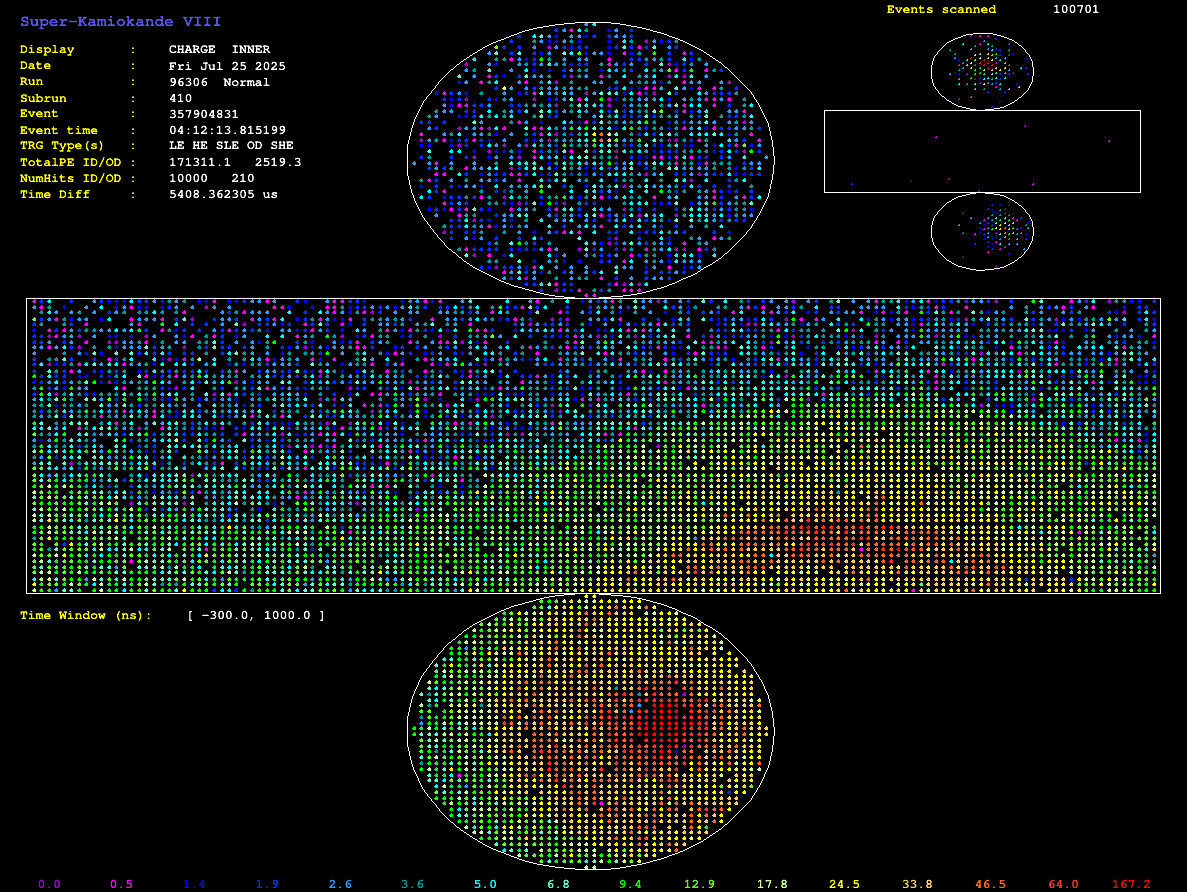 Super-Kamiokande VIII
Events scanned 100701
Display : CHARGE INNER
Date : Fri Jul 25 2025
Run : 96306 Normal
Subrun : 410
Event : 357904831
Event time : 04:12:13.815199
TRG Type(s) : LE HE SLE OD SHE
TotalPE ID/OD : 171311.1 2519.3
NumHits ID/OD : 10000 210
Time Diff : 5408.362305 us
Time Window (ns): [ -300.0, 1000.0 ]
0.0 0.5 1.4 1.9 2.6 3.6 5.0 6.8 9.4 12.9 17.8 24.5 33.8 46.5 64.0 167.2